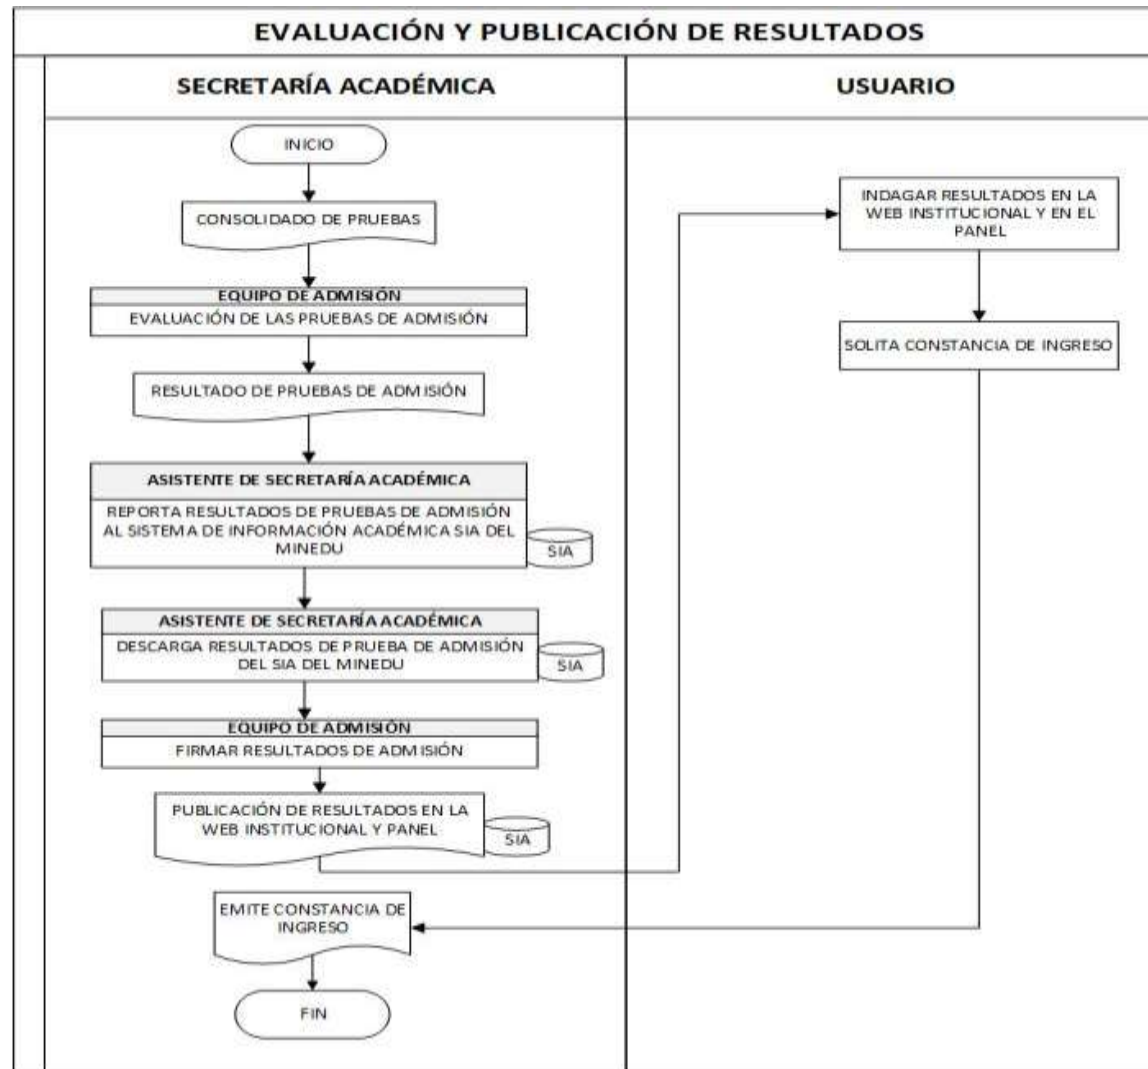 EVALUACIÓN Y PUBLICACIÓN DE RESULTADOS
SECRETARÍA ACADÉMICA
USUARIO
INICIO
CONSOLIDADO DE PRUEBAS
EQUIPO DE ADMISIÓN
EVALUACIÓN DE LAS PRUEBAS DE ADMISIÓN
RESULTADO DE PRUEBAS DE ADMISIÓN
ASISTENTE DE SECRETARÍA ACADÉMICA
REPORTA RESULTADOS DE PRUEBAS DE ADMISIÓN
AL SISTEMA DE INFORMACIÓN ACADÉMICA SIA DEL
MINEDU
SIA
ASISTENTE DE SECRETARÍA ACADÉMICA
DESCARGA RESULTADOS DE PRUEBA DE ADMISIÓN
DEL SIA DEL MINEDU
SIA
EQUIPO DE ADMISIÓN
FIRMAR RESULTADOS DE ADMISIÓN
PUBLICACIÓN DE RESULTADOS EN LA
WEB INSTITUCIONAL Y PANEL
SIA
INDAGAR RESULTADOS EN LA
WEB INSTITUCIONAL Y EN EL
PANEL
SOLITA CONSTANCIA DE INGRESO
EMITE CONSTANCIA DE
INGRESO
FIN